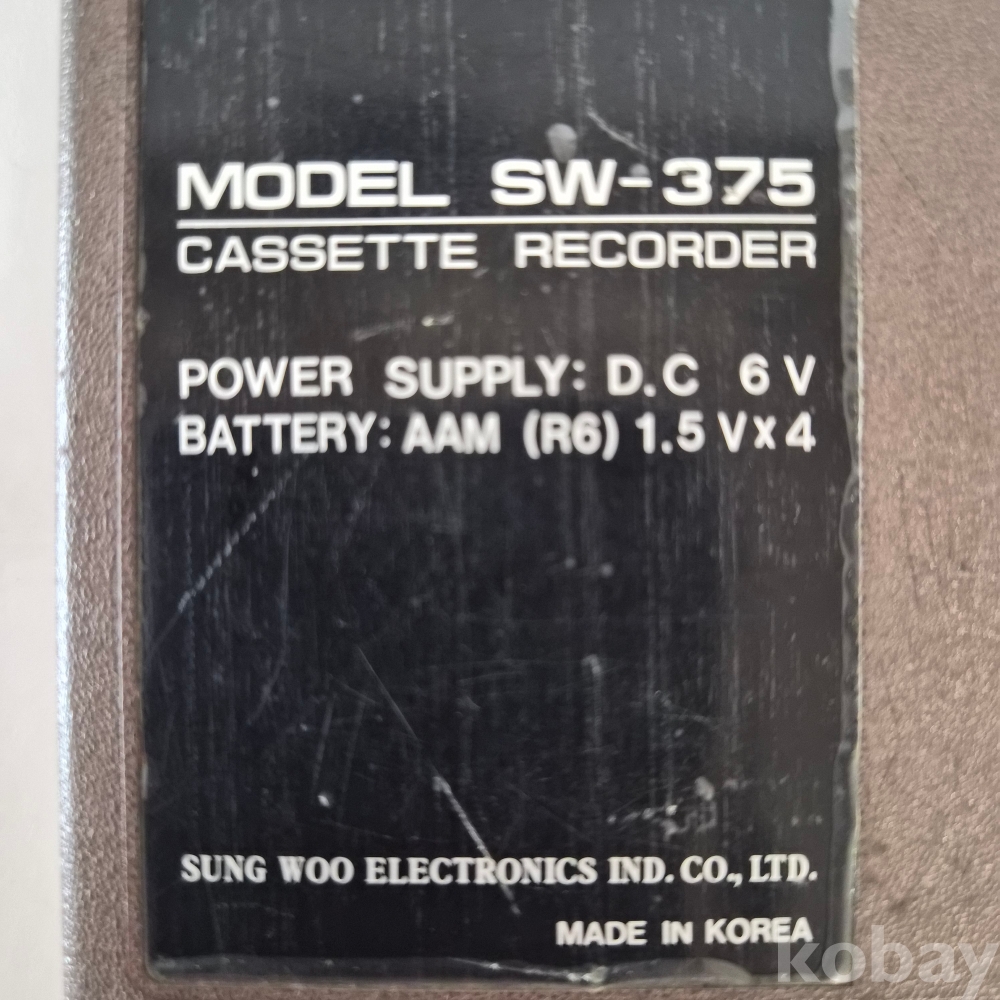 MODEL SW-375
CASSETTE RECORDER
POWER SUPPLY: D.C 6 V
BATTERY: AAM (R6) 1.5 V x 4
SUNG WOO ELECTRONICS IND. CO., LTD.
MADE IN KOREA
kobay